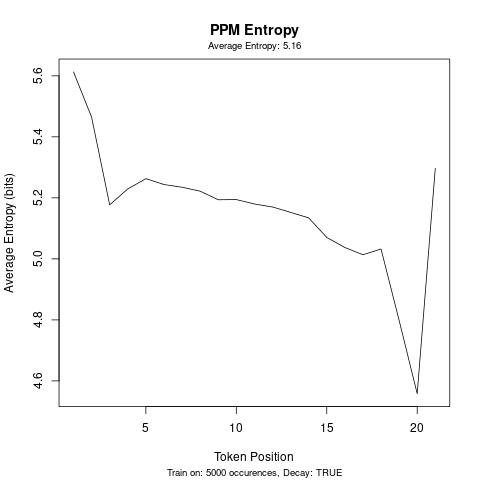 PPM Entropy
Average Entropy: 5.16
Average Entropy (bits)
5.6
5.4
5.2
5.0
4.8
4.6
5 10 15 20
Token Position
Train on: 5000 occurences, Decay: TRUE